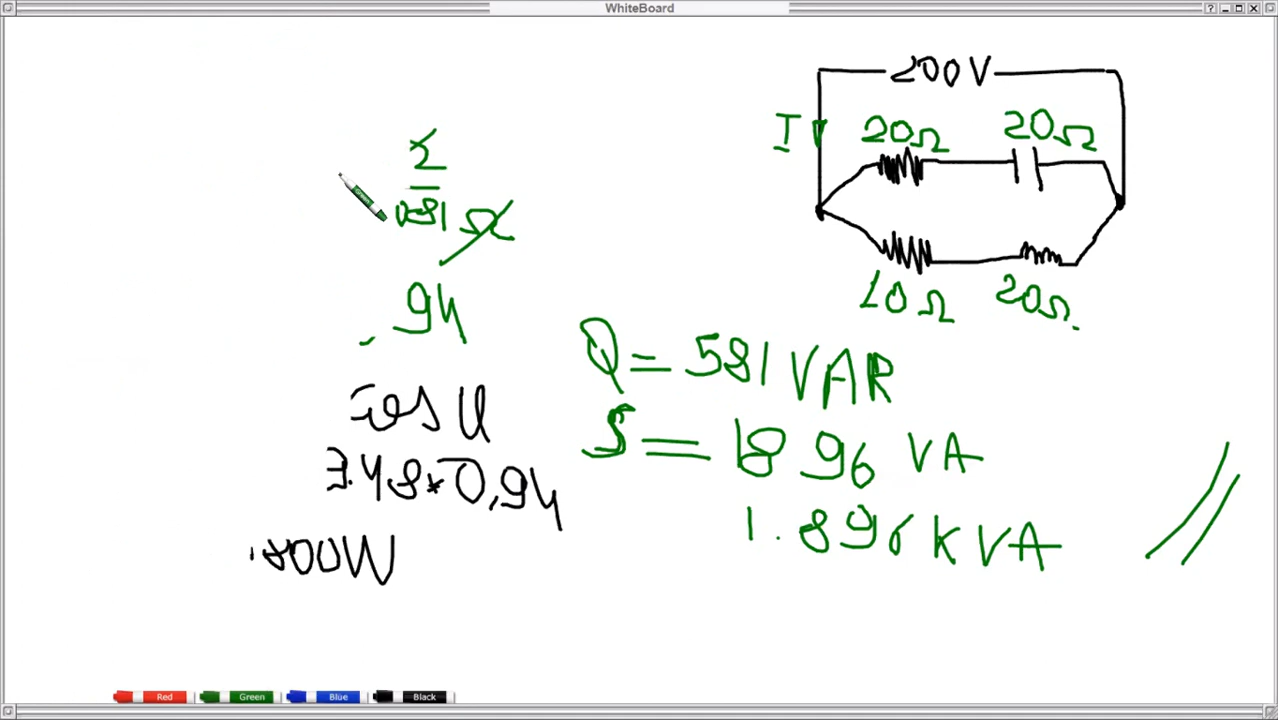 WhiteBoard
200V
I 20Ω 20Ω
10Ω 20Ω
Σ
Ω
.94
Q = 581 VAR
S = 1896 VA
1.896 KVA
3.48*0,94
1800W
Red Green Blue Black